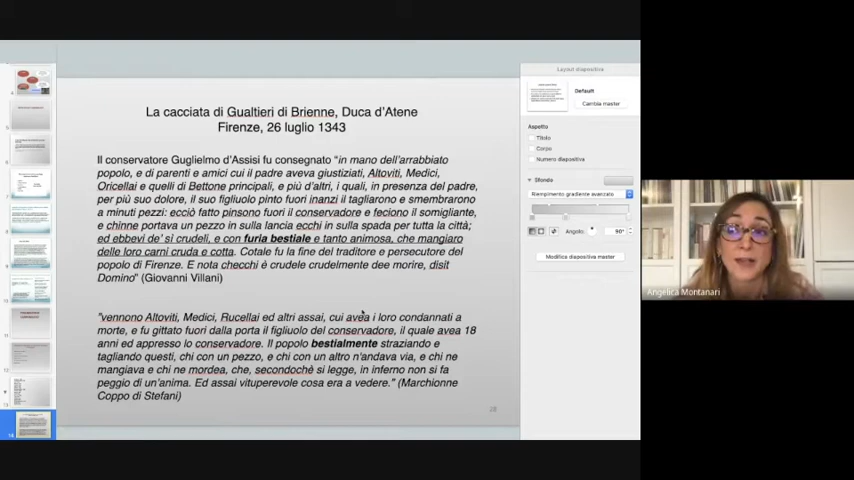 La cacciata di Gualtieri di Brienne, Duca d'Atene
Firenze, 26 luglio 1343
Il conservatore Guglielmo d'Assisi fu consegnato "in mano dell'arrabbiato
popolo, e di parenti e amici cui il padre aveva giustiziati, Altoviti, Medici,
Oricellai e quelli di Bettone principali, e più d'altri, i quali, in presenza del padre,
per più suo dolore, il suo figliuolo pinto fuori inanzi il tagliarono e smembrarono
a minuti pezzi: ecciò fatto pinsono fuori il conservadore e feciono il somigliante,
e chinne portava un pezzo in sulla lancia ecchi in sulla spada per tutta la città;
ed ebbevi de' sì crudeli, e con furia bestiale e tanto animosa, che mangiaro
delle loro carni cruda e cotta. Cotale fu la fine del traditore e persecutore del
popolo di Firenze. E nota checchi è crudele crudelmente dee morire, disit
Domino" (Giovanni Villani)
"vennono Altoviti, Medici, Rucellai ed altri assai, cui avea i loro condannati a
morte, e fu gittato fuori dalla porta il figliuolo del conservadore, il quale avea 18
anni ed appresso lo conservadore. Il popolo bestialmente straziando e
tagliando questi, chi con un pezzo, e chi con un altro n'andava via, e chi ne
mangiava e chi ne mordea, che, secondochè si legge, in inferno non si fa
peggio di un'anima. Ed assai vituperevole cosa era a vedere." (Marchionne
Coppo di Stefani)
28
Layout diapositiva
Default
Cambia master
Aspetto
Titolo
Corpo
Numero diapositiva
Sfondo
Riempimento gradiente avanzato
Angolo:
90°
Modifica diapositiva master
Angelica Montanari